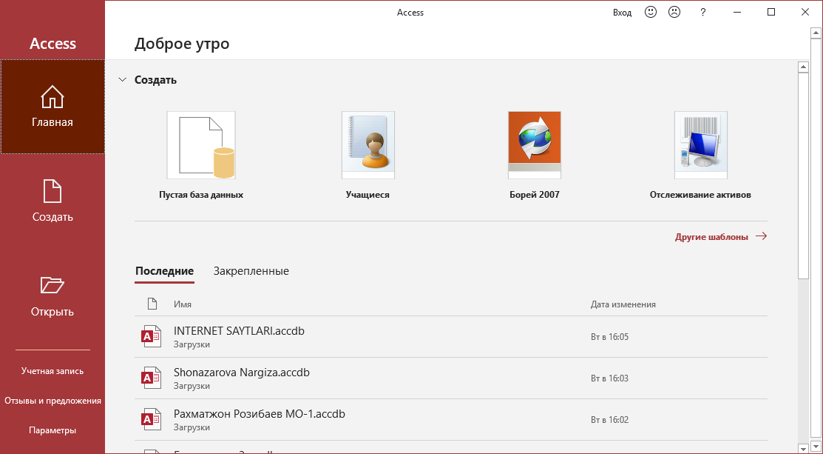 Access
Вход
?
Access
Доброе утро
Главная
Создать
Открыть
Учетная запись
Отзывы и предложения
Параметры
Создать
Пустая база данных
Учащиеся
Борей 2007
Отслеживание активов
Другие шаблоны
Последние Закрепленные
Имя Дата изменения
INTERNET SAYTLARI.accdb
Загрузки
Вт в 16:05
Shonazarova Nargiza.accdb
Загрузки
Вт в 16:03
Рахматжон Розибаев МО-1.accdb
Загрузки
Вт в 16:02